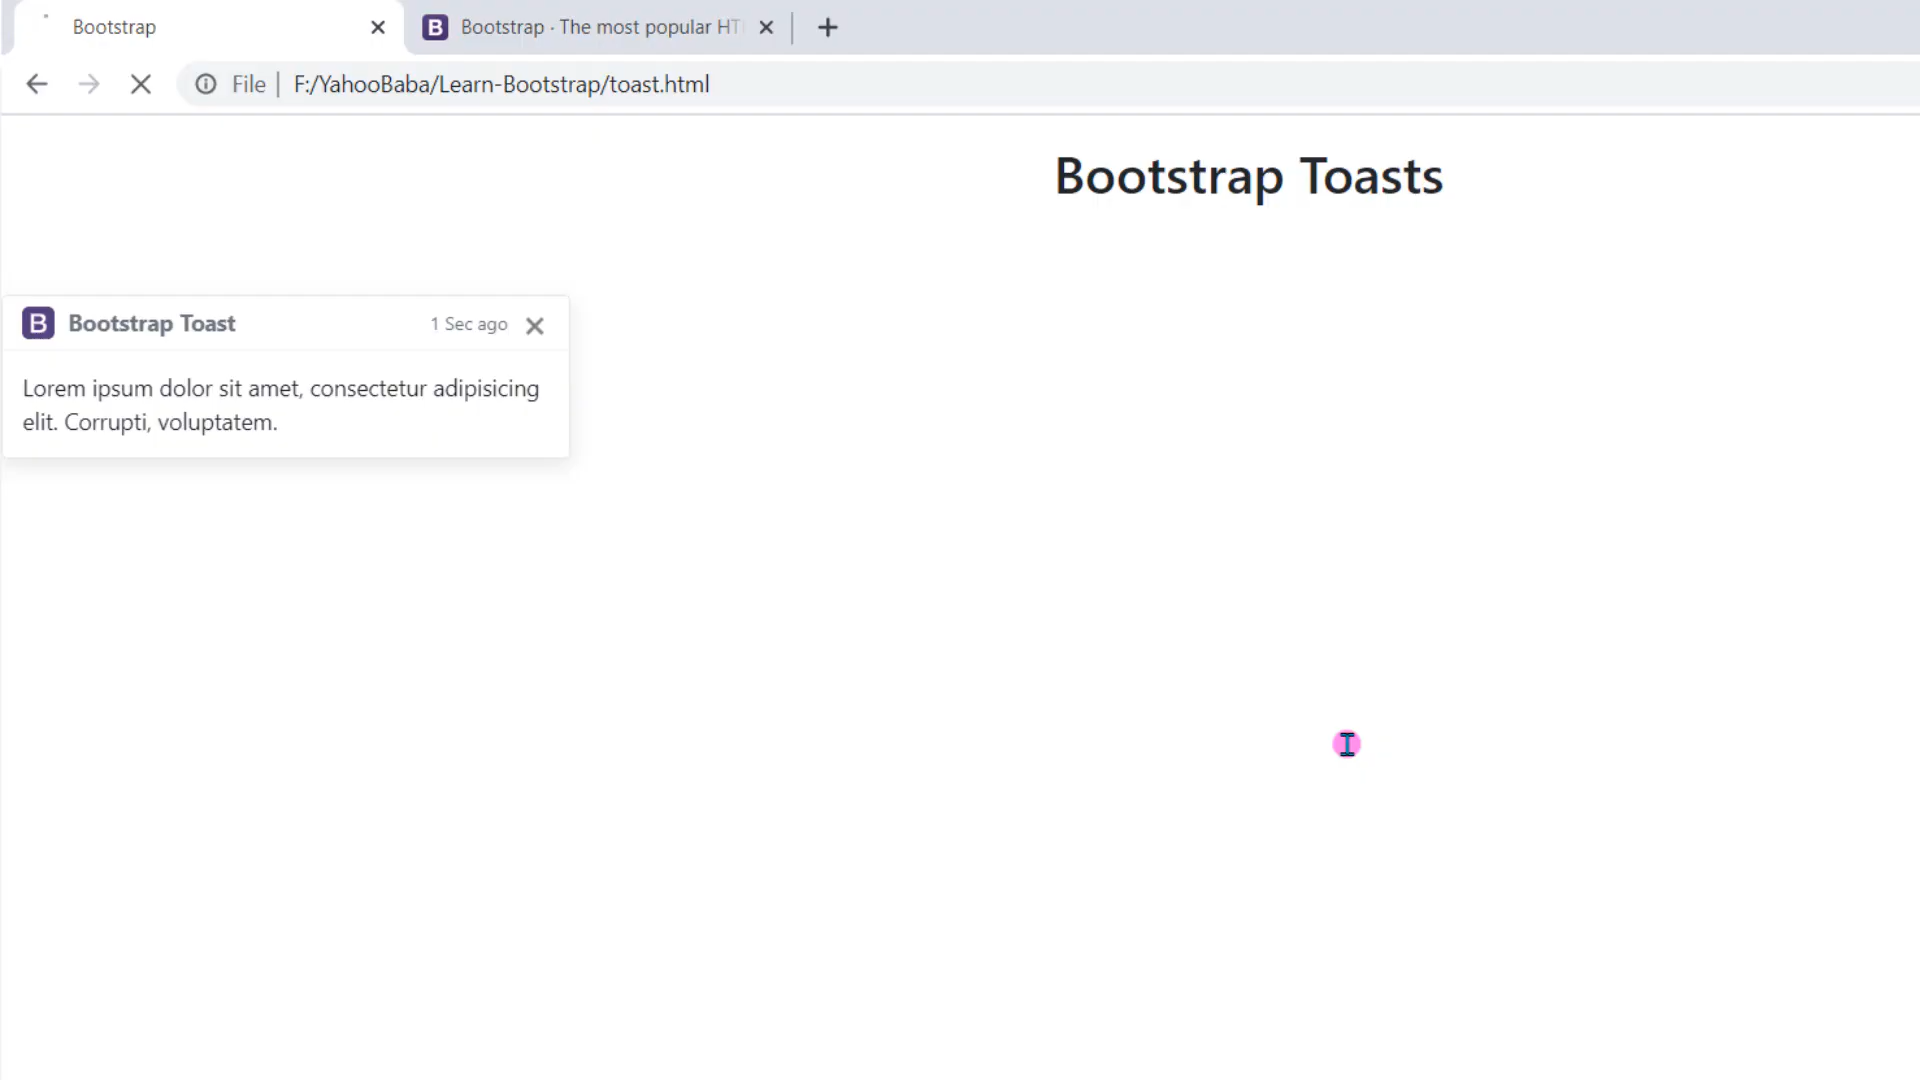 Bootstrap
B Bootstrap · The most popular HT
File F:/YahooBaba/Learn-Bootstrap/toast.html
Bootstrap Toasts
B Bootstrap Toast 1 Sec ago
Lorem ipsum dolor sit amet, consectetur adipisicing
elit. Corrupti, voluptatem.